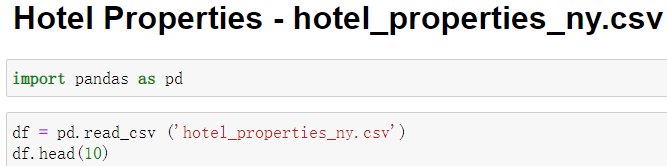 Hotel Properties - hotel_properties_ny.csv
import pandas as pd
df = pd.read_csv ('hotel_properties_ny.csv')
df.head(10)